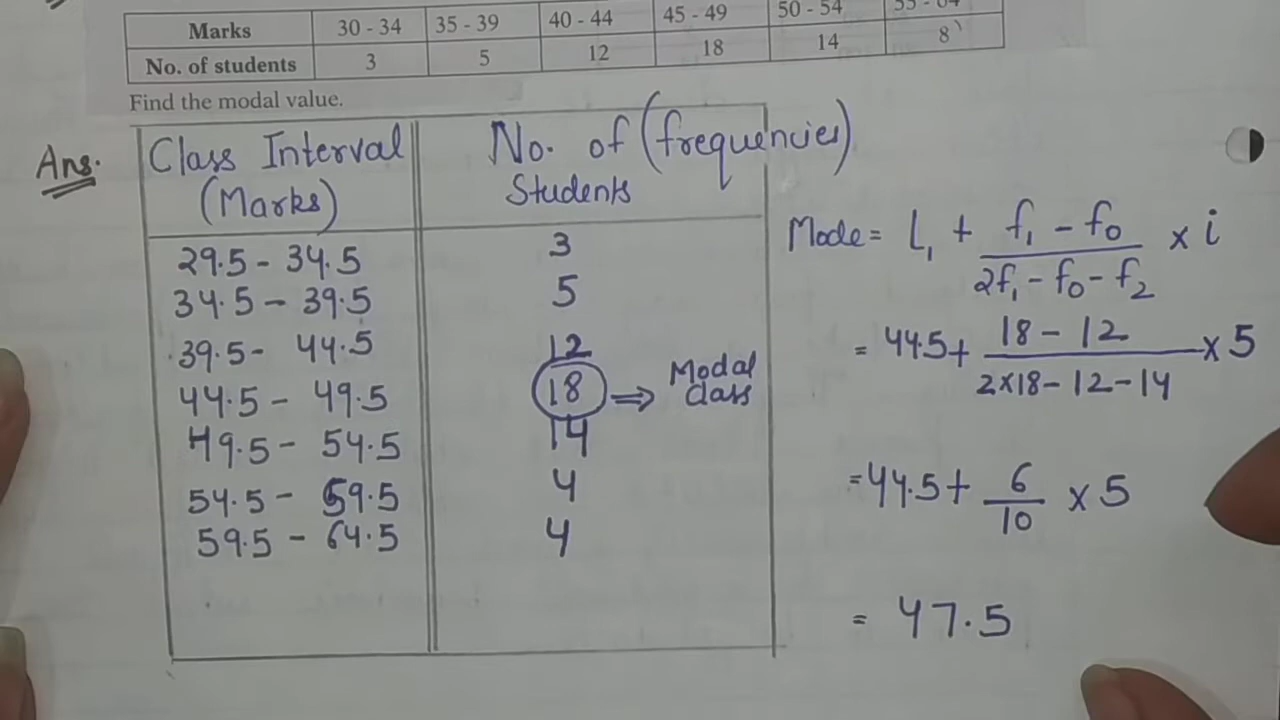 Marks 30 - 34 35 - 39 40 - 44 45 - 49 50 - 54
No. of students 3 5 12 18 14 8
Find the modal value.
Ans. Class Interval (Marks) No. of Students (frequencies)
29.5 - 34.5 3
34.5 - 39.5 5
39.5 - 44.5 12
44.5 - 49.5 18 ⇒ Modal Class
49.5 - 54.5 14
54.5 - 59.5 4
59.5 - 64.5 4
Mode = L₁ + (f₁ - f₀)/(2f₁ - f₀ - f₂) × i
= 44.5 + (18 - 12)/(2×18 - 12 - 14) × 5
= 44.5 + 6/10 × 5
= 47.5